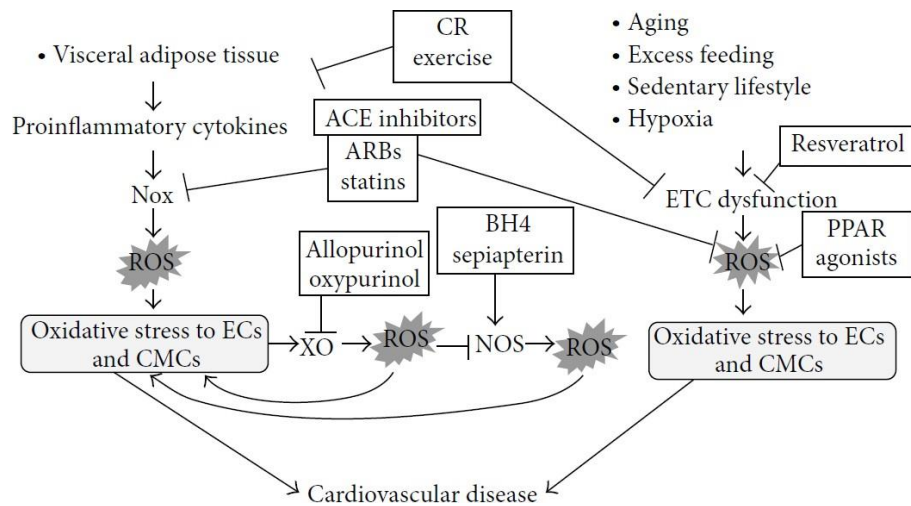 • Visceral adipose tissue
Proinflammatory cytokines
Nox
ROS
Oxidative stress to ECs
and CMCs
CR
exercise
ACE inhibitors
ARBs
statins
Allopurinol
oxypurinol
XO
ROS
BH4
sepiapterin
NOS
ROS
• Aging
• Excess feeding
• Sedentary lifestyle
• Hypoxia
Resveratrol
ETC dysfunction
ROS
PPAR
agonists
Oxidative stress to ECs
and CMCs
Cardiovascular disease